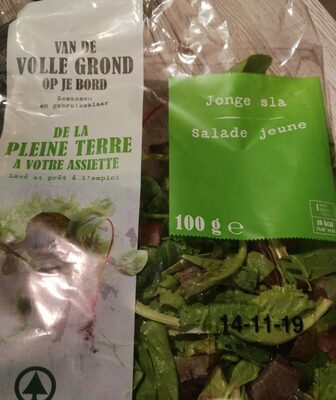 VAN DE
VOLLE GROND
OP JE BORD
Gewassen
en gebruiksklaar
DE LA
PLEINE TERRE
A VOTRE ASSIETTE
Lavé et prêt à l'emploi
Jonge sla
Salade jeune
100 g e
14-11-19